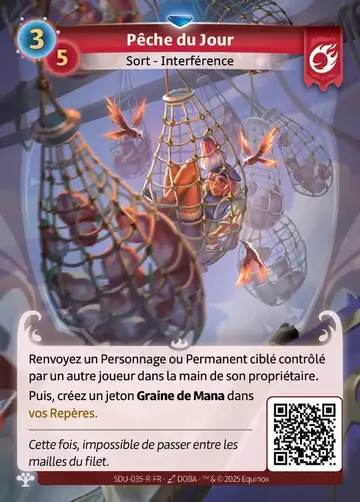 3
5
Pêche du Jour
Sort - Interférence
Renvoyez un Personnage ou Permanent ciblé contrôlé
par un autre joueur dans la main de son propriétaire.
Puis, créez un jeton Graine de Mana dans
vos Repères.
Cette fois, impossible de passer entre les
mailles du filet.
SDU-035-R-FR - DOBA - ™ & © 2025 Equinox